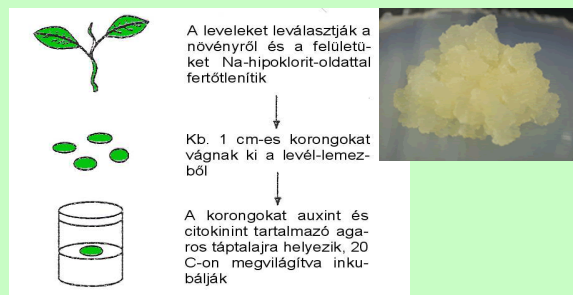 A leveleket leválasztják a
növényről és a felületü-
ket Na-hipoklorit-oldattal
fertőtlenítik
Kb. 1 cm-es korongokat
vágnak ki a levél-lemez-
ből
A korongokat auxint és
citokinint tartalmazó aga-
ros táptalajra helyezik, 20
C-on megvilágítva inku-
bálják